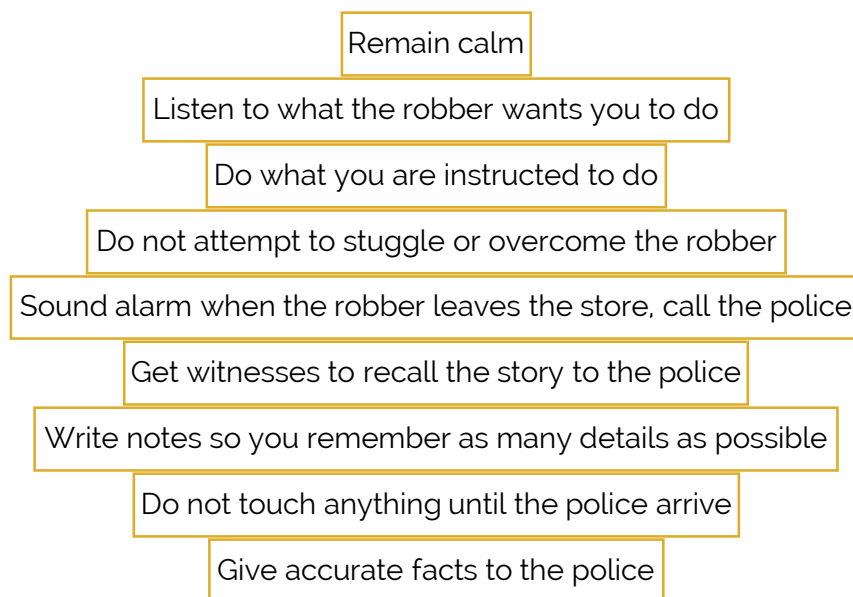 Remain calm
Listen to what the robber wants you to do
Do what you are instructed to do
Do not attempt to stuggle or overcome the robber
Sound alarm when the robber leaves the store, call the police
Get witnesses to recall the story to the police
Write notes so you remember as many details as possible
Do not touch anything until the police arrive
Give accurate facts to the police